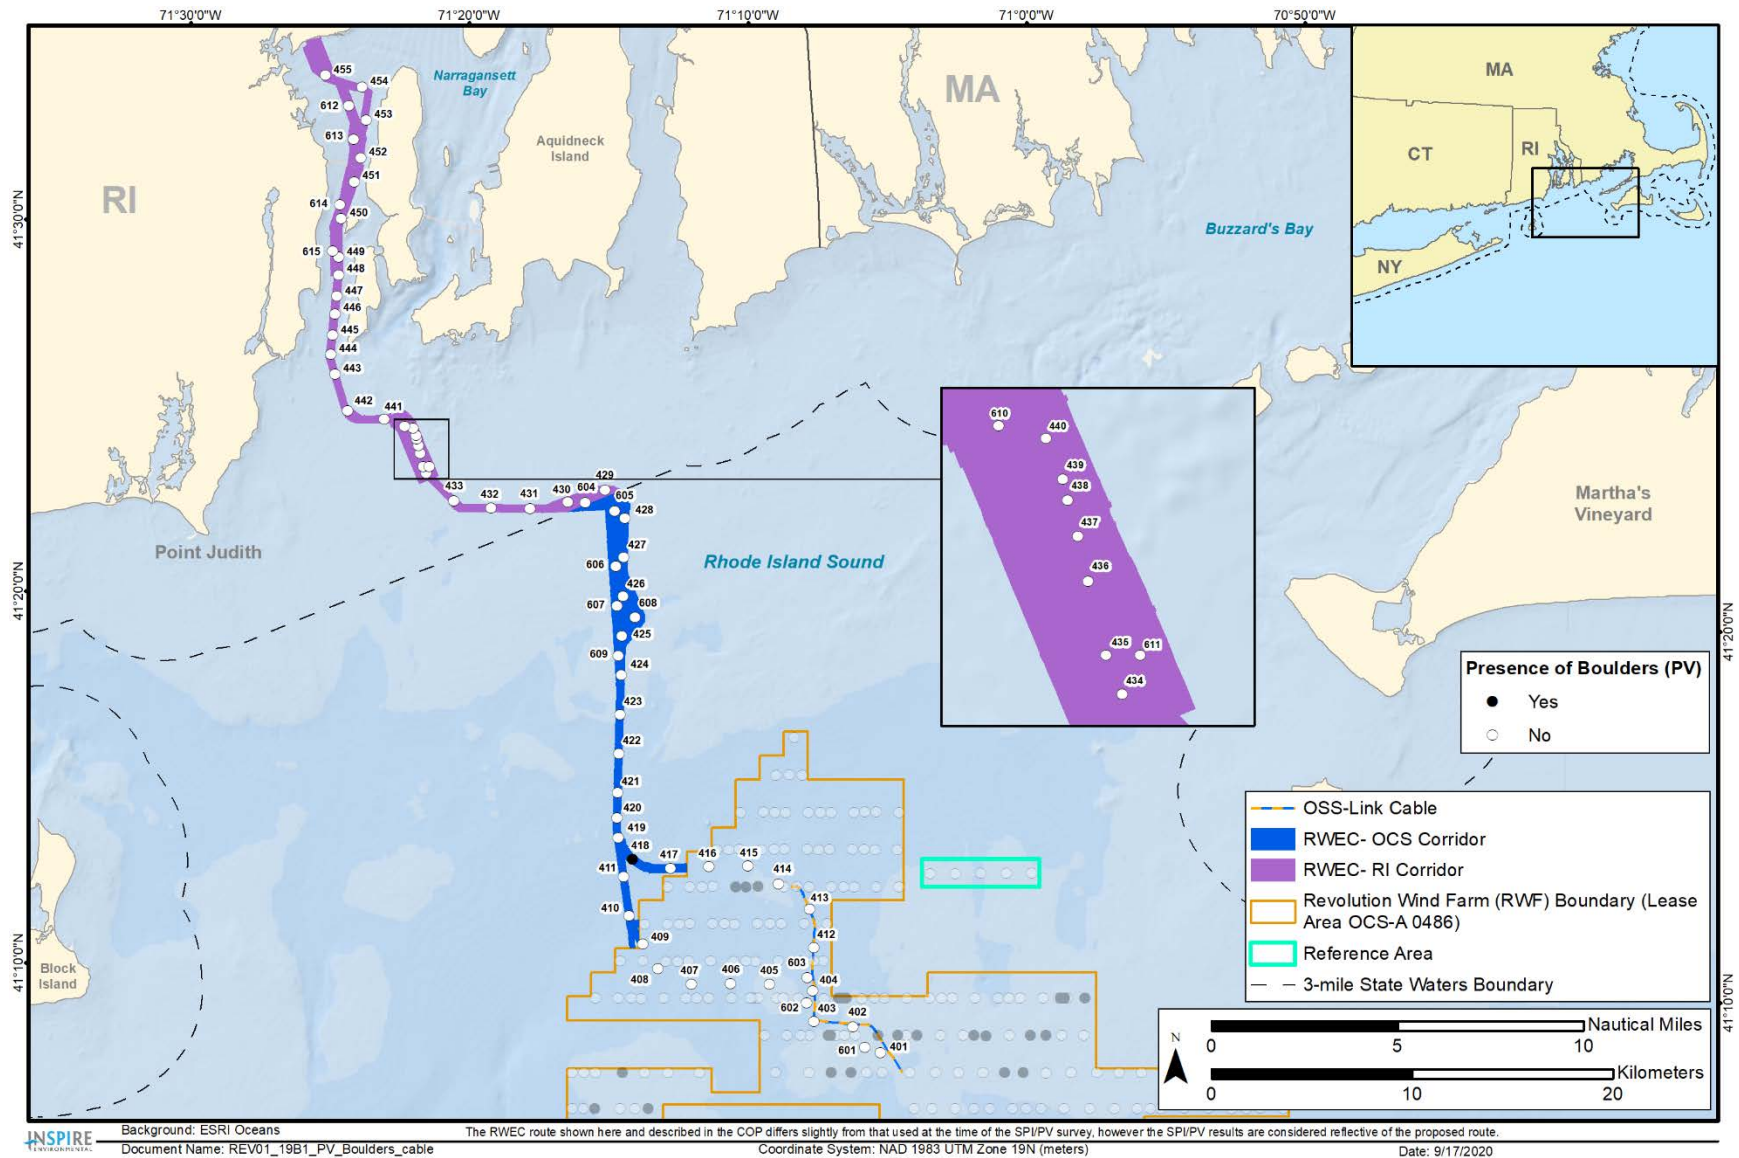 71°30'0"W
71°20'0"W
71°10'0"W
71°0'0"W
70°50'0"W
41°30'0"N
41°20'0"N
41°10'0"N
41°20'0"N
41°10'0"N
RI
MA
Narragansett
Bay
Aquidneck
Island
Buzzard's Bay
Rhode Island Sound
Point Judith
Block
Island
Martha's
Vineyard
MA
CT
RI
NY
455
454
612
453
613
452
451
614
450
615
449
448
447
446
445
444
443
442
441
433
432
431
430
604
429
605
428
427
606
426
607
608
425
609
424
423
422
421
420
419
418
417
416
415
414
411
410
413
409
412
408
407
406
405
603
404
602
403
402
601
401
610
440
439
438
437
436
435
611
434
Presence of Boulders (PV)
Yes
No
OSS-Link Cable
RWEC- OCS Corridor
RWEC- RI Corridor
Revolution Wind Farm (RWF) Boundary (Lease
Area OCS-A 0486)
Reference Area
3-mile State Waters Boundary
N
Nautical Miles
0 5 10
Kilometers
0 10 20
INSPIRE
ENVIRONMENTAL
Background: ESRI Oceans
The RWEC route shown here and described in the COP differs slightly from that used at the time of the SPI/PV survey, however the SPI/PV results are considered reflective of the proposed route.
Document Name: REV01_19B1_PV_Boulders_cable
Coordinate System: NAD 1983 UTM Zone 19N (meters)
Date: 9/17/2020